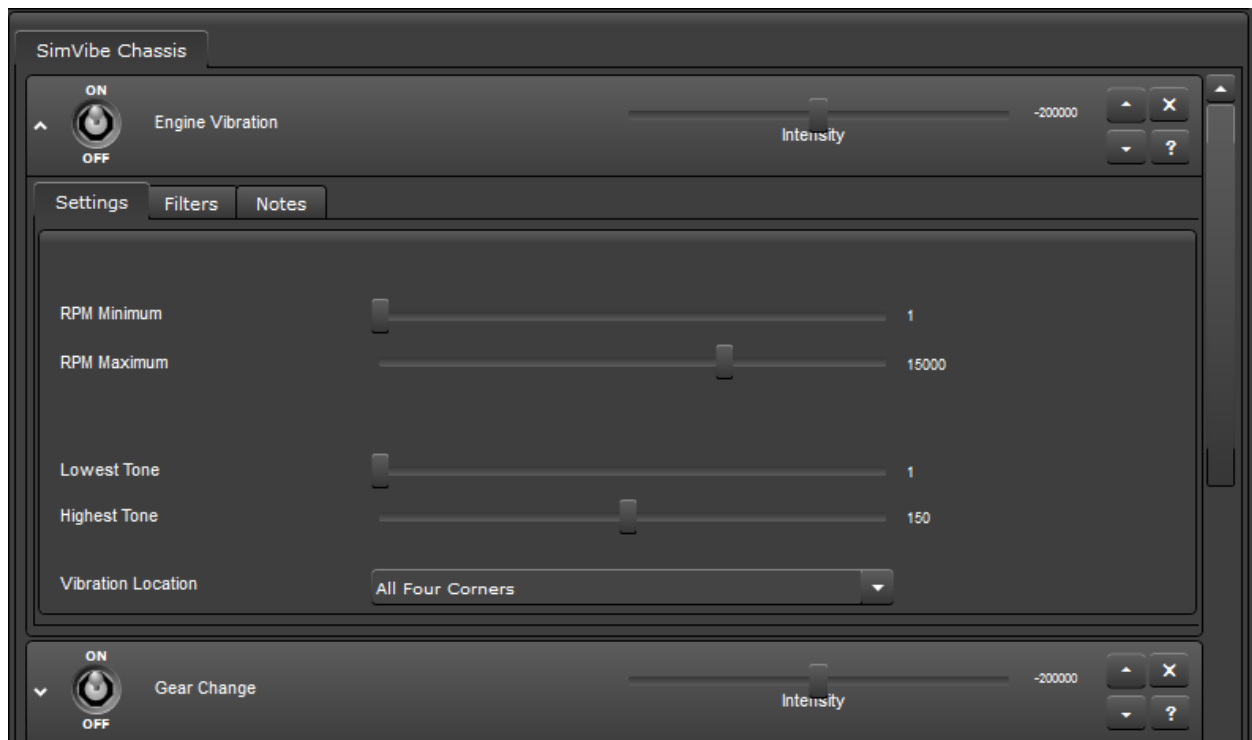 SimVibe Chassis
ON
Engine Vibration
-200000
Intensity
OFF
?
Settings Filters Notes
RPM Minimum 1
RPM Maximum 15000
Lowest Tone 1
Highest Tone 150
Vibration Location All Four Corners
ON
Gear Change
-200000
Intensity
OFF
?